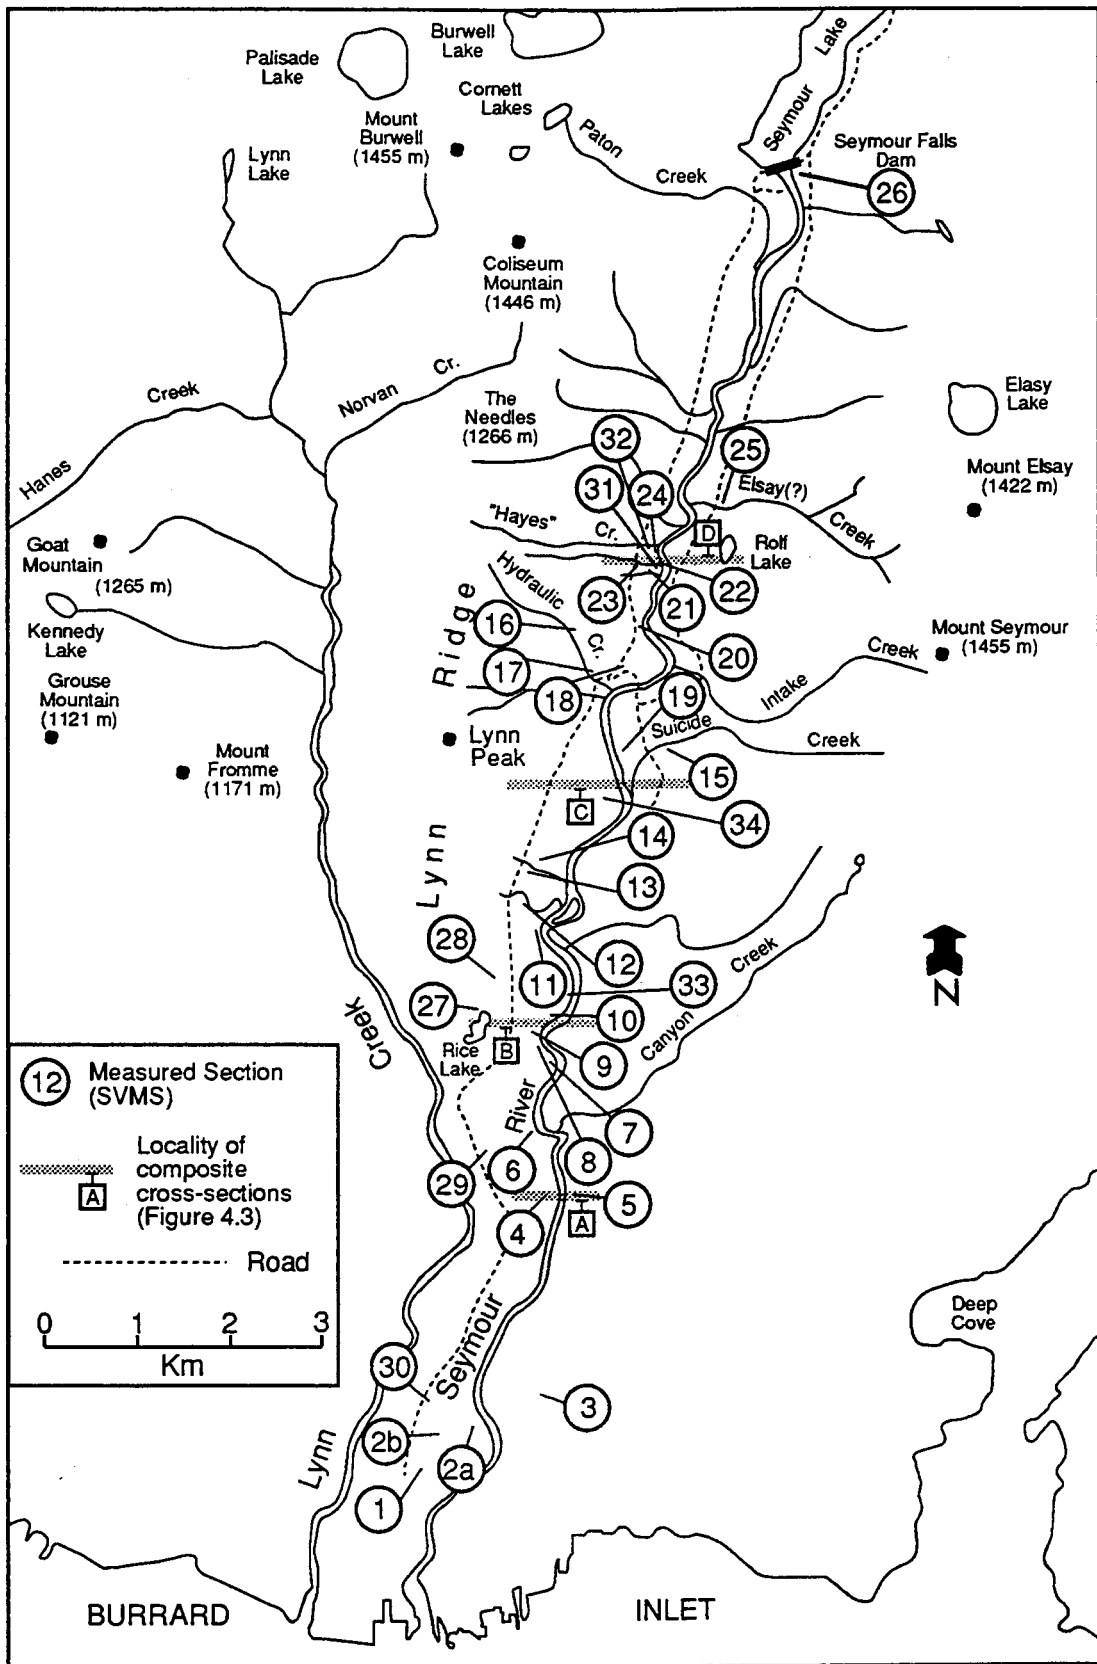 Burwell
Lake
Palisade
Lake
Cornett
Lakes
Mount
Burwell
(1455 m)
Paton
Creek
Seymour
Lake
Seymour Falls
Dam
26
Lynn
Lake
Coliseum
Mountain
(1446 m)
Norvan Cr.
Hanes Creek
The
Needles
(1266 m)
Elasy
Lake
Mount Elsay
(1422 m)
32
25
31
24
Elsay(?)
Creek
"Hayes"
Cr.
D
Rolf
Lake
Goat
Mountain
(1265 m)
Hydraulic
Cr.
23
21
22
Kennedy
Lake
16
Mount Seymour
(1455 m)
20
Grouse
Mountain
(1121 m)
17
18
19
Intake
Creek
Suicide
Creek
Lynn
Peak
Mount
Fromme
(1171 m)
15
C
34
Lynn Ridge
14
13
28
12
11
33
N
27
10
Canyon
Creek
Rice
Lake
B
9
Lynn Creek
7
8
6
29
5
4
A
Seymour River
12
Measured Section
(SVMS)
A
Locality of
composite
cross-sections
(Figure 4.3)
Road
0 1 2 3
Km
Deep
Cove
30
3
2b
2a
1
BURRARD INLET